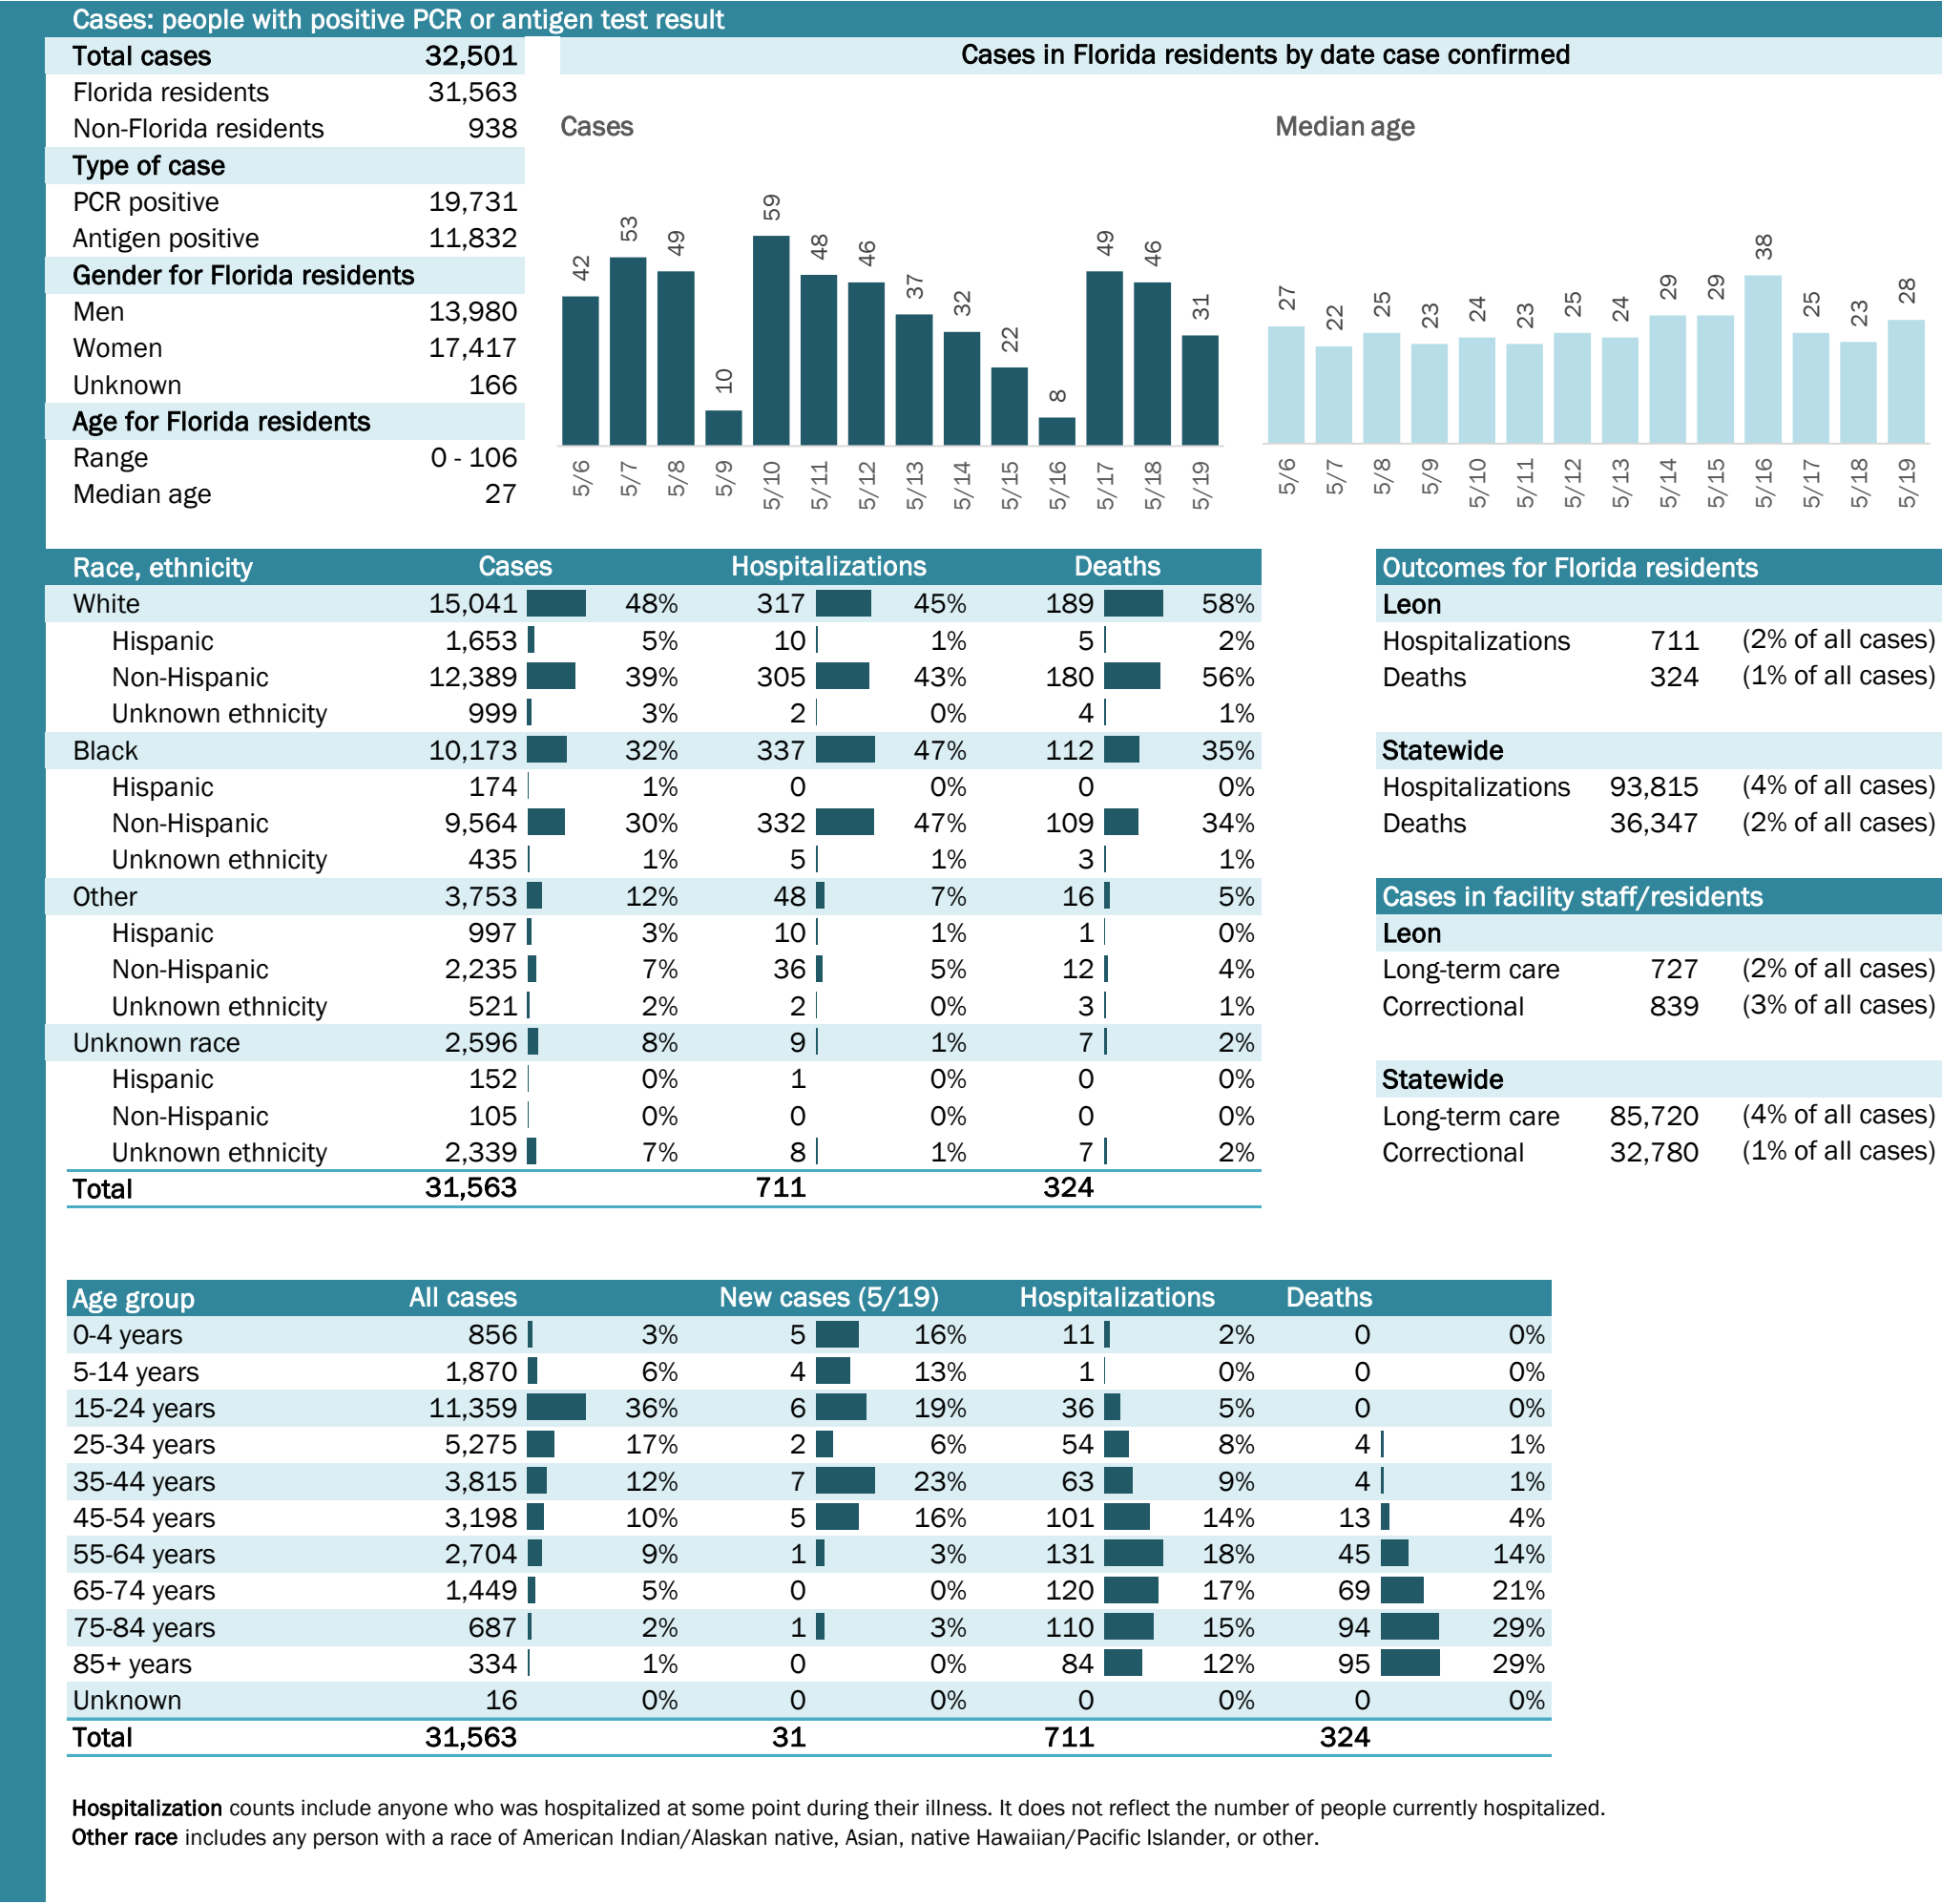 Cases: people with positive PCR or antigen test result
Total cases 32,501
Florida residents 31,563
Non-Florida residents 938
Type of case
PCR positive 19,731
Antigen positive 11,832
Gender for Florida residents
Men 13,980
Women 17,417
Unknown 166
Age for Florida residents
Range 0 - 106
Median age 27
Cases in Florida residents by date case confirmed
Cases
42 53 49 10 59 48 46 37 32 22 8 49 46 31
5/6 5/7 5/8 5/9 5/10 5/11 5/12 5/13 5/14 5/15 5/16 5/17 5/18 5/19
Median age
27 22 25 23 24 23 25 24 29 29 38 25 23 28
5/6 5/7 5/8 5/9 5/10 5/11 5/12 5/13 5/14 5/15 5/16 5/17 5/18 5/19
Race, ethnicity Cases Hospitalizations Deaths
White 15,041 48% 317 45% 189 58%
Hispanic 1,653 5% 10 1% 5 2%
Non-Hispanic 12,389 39% 305 43% 180 56%
Unknown ethnicity 999 3% 2 0% 4 1%
Black 10,173 32% 337 47% 112 35%
Hispanic 174 1% 0 0% 0 0%
Non-Hispanic 9,564 30% 332 47% 109 34%
Unknown ethnicity 435 1% 5 1% 3 1%
Other 3,753 12% 48 7% 16 5%
Hispanic 997 3% 10 1% 1 0%
Non-Hispanic 2,235 7% 36 5% 12 4%
Unknown ethnicity 521 2% 2 0% 3 1%
Unknown race 2,596 8% 9 1% 7 2%
Hispanic 152 0% 1 0% 0 0%
Non-Hispanic 105 0% 0 0% 0 0%
Unknown ethnicity 2,339 7% 8 1% 7 2%
Total 31,563 711 324
Outcomes for Florida residents
Leon
Hospitalizations 711 (2% of all cases)
Deaths 324 (1% of all cases)
Statewide
Hospitalizations 93,815 (4% of all cases)
Deaths 36,347 (2% of all cases)
Cases in facility staff/residents
Leon
Long-term care 727 (2% of all cases)
Correctional 839 (3% of all cases)
Statewide
Long-term care 85,720 (4% of all cases)
Correctional 32,780 (1% of all cases)
Age group All cases New cases (5/19) Hospitalizations Deaths
0-4 years 856 3% 5 16% 11 2% 0 0%
5-14 years 1,870 6% 4 13% 1 0% 0 0%
15-24 years 11,359 36% 6 19% 36 5% 0 0%
25-34 years 5,275 17% 2 6% 54 8% 4 1%
35-44 years 3,815 12% 7 23% 63 9% 4 1%
45-54 years 3,198 10% 5 16% 101 14% 13 4%
55-64 years 2,704 9% 1 3% 131 18% 45 14%
65-74 years 1,449 5% 0 0% 120 17% 69 21%
75-84 years 687 2% 1 3% 110 15% 94 29%
85+ years 334 1% 0 0% 84 12% 95 29%
Unknown 16 0% 0 0% 0 0% 0 0%
Total 31,563 31 711 324
Hospitalization counts include anyone who was hospitalized at some point during their illness. It does not reflect the number of people currently hospitalized.
Other race includes any person with a race of American Indian/Alaskan native, Asian, native Hawaiian/Pacific Islander, or other.